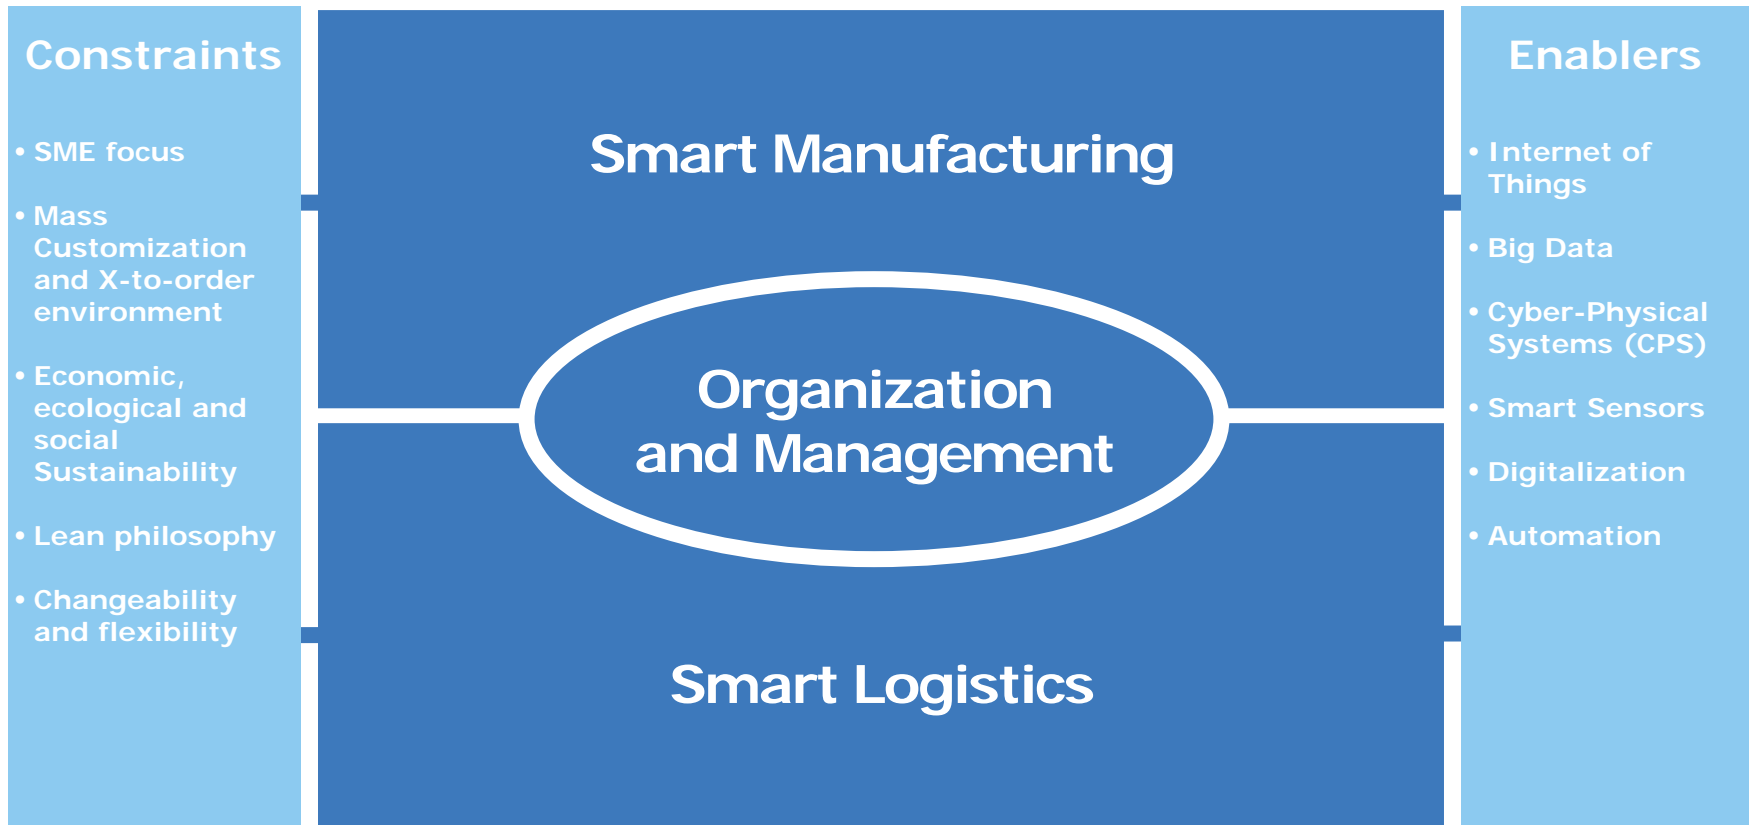 Constraints
• SME focus
• Mass
Customization
and X-to-order
environment
• Economic,
ecological and
social
Sustainability
• Lean philosophy
• Changeability
and flexibility
Smart Manufacturing
Organization
and Management
Smart Logistics
Enablers
• Internet of
Things
• Big Data
• Cyber-Physical
Systems (CPS)
• Smart Sensors
• Digitalization
• Automation